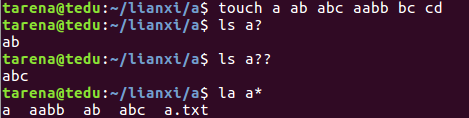 tarena@tedu:~/lianxi/a$ touch a ab abc aabb bc cd
tarena@tedu:~/lianxi/a$ ls a?
ab
tarena@tedu:~/lianxi/a$ ls a??
abc
tarena@tedu:~/lianxi/a$ la a*
a  aabb  ab  abc  a.txt